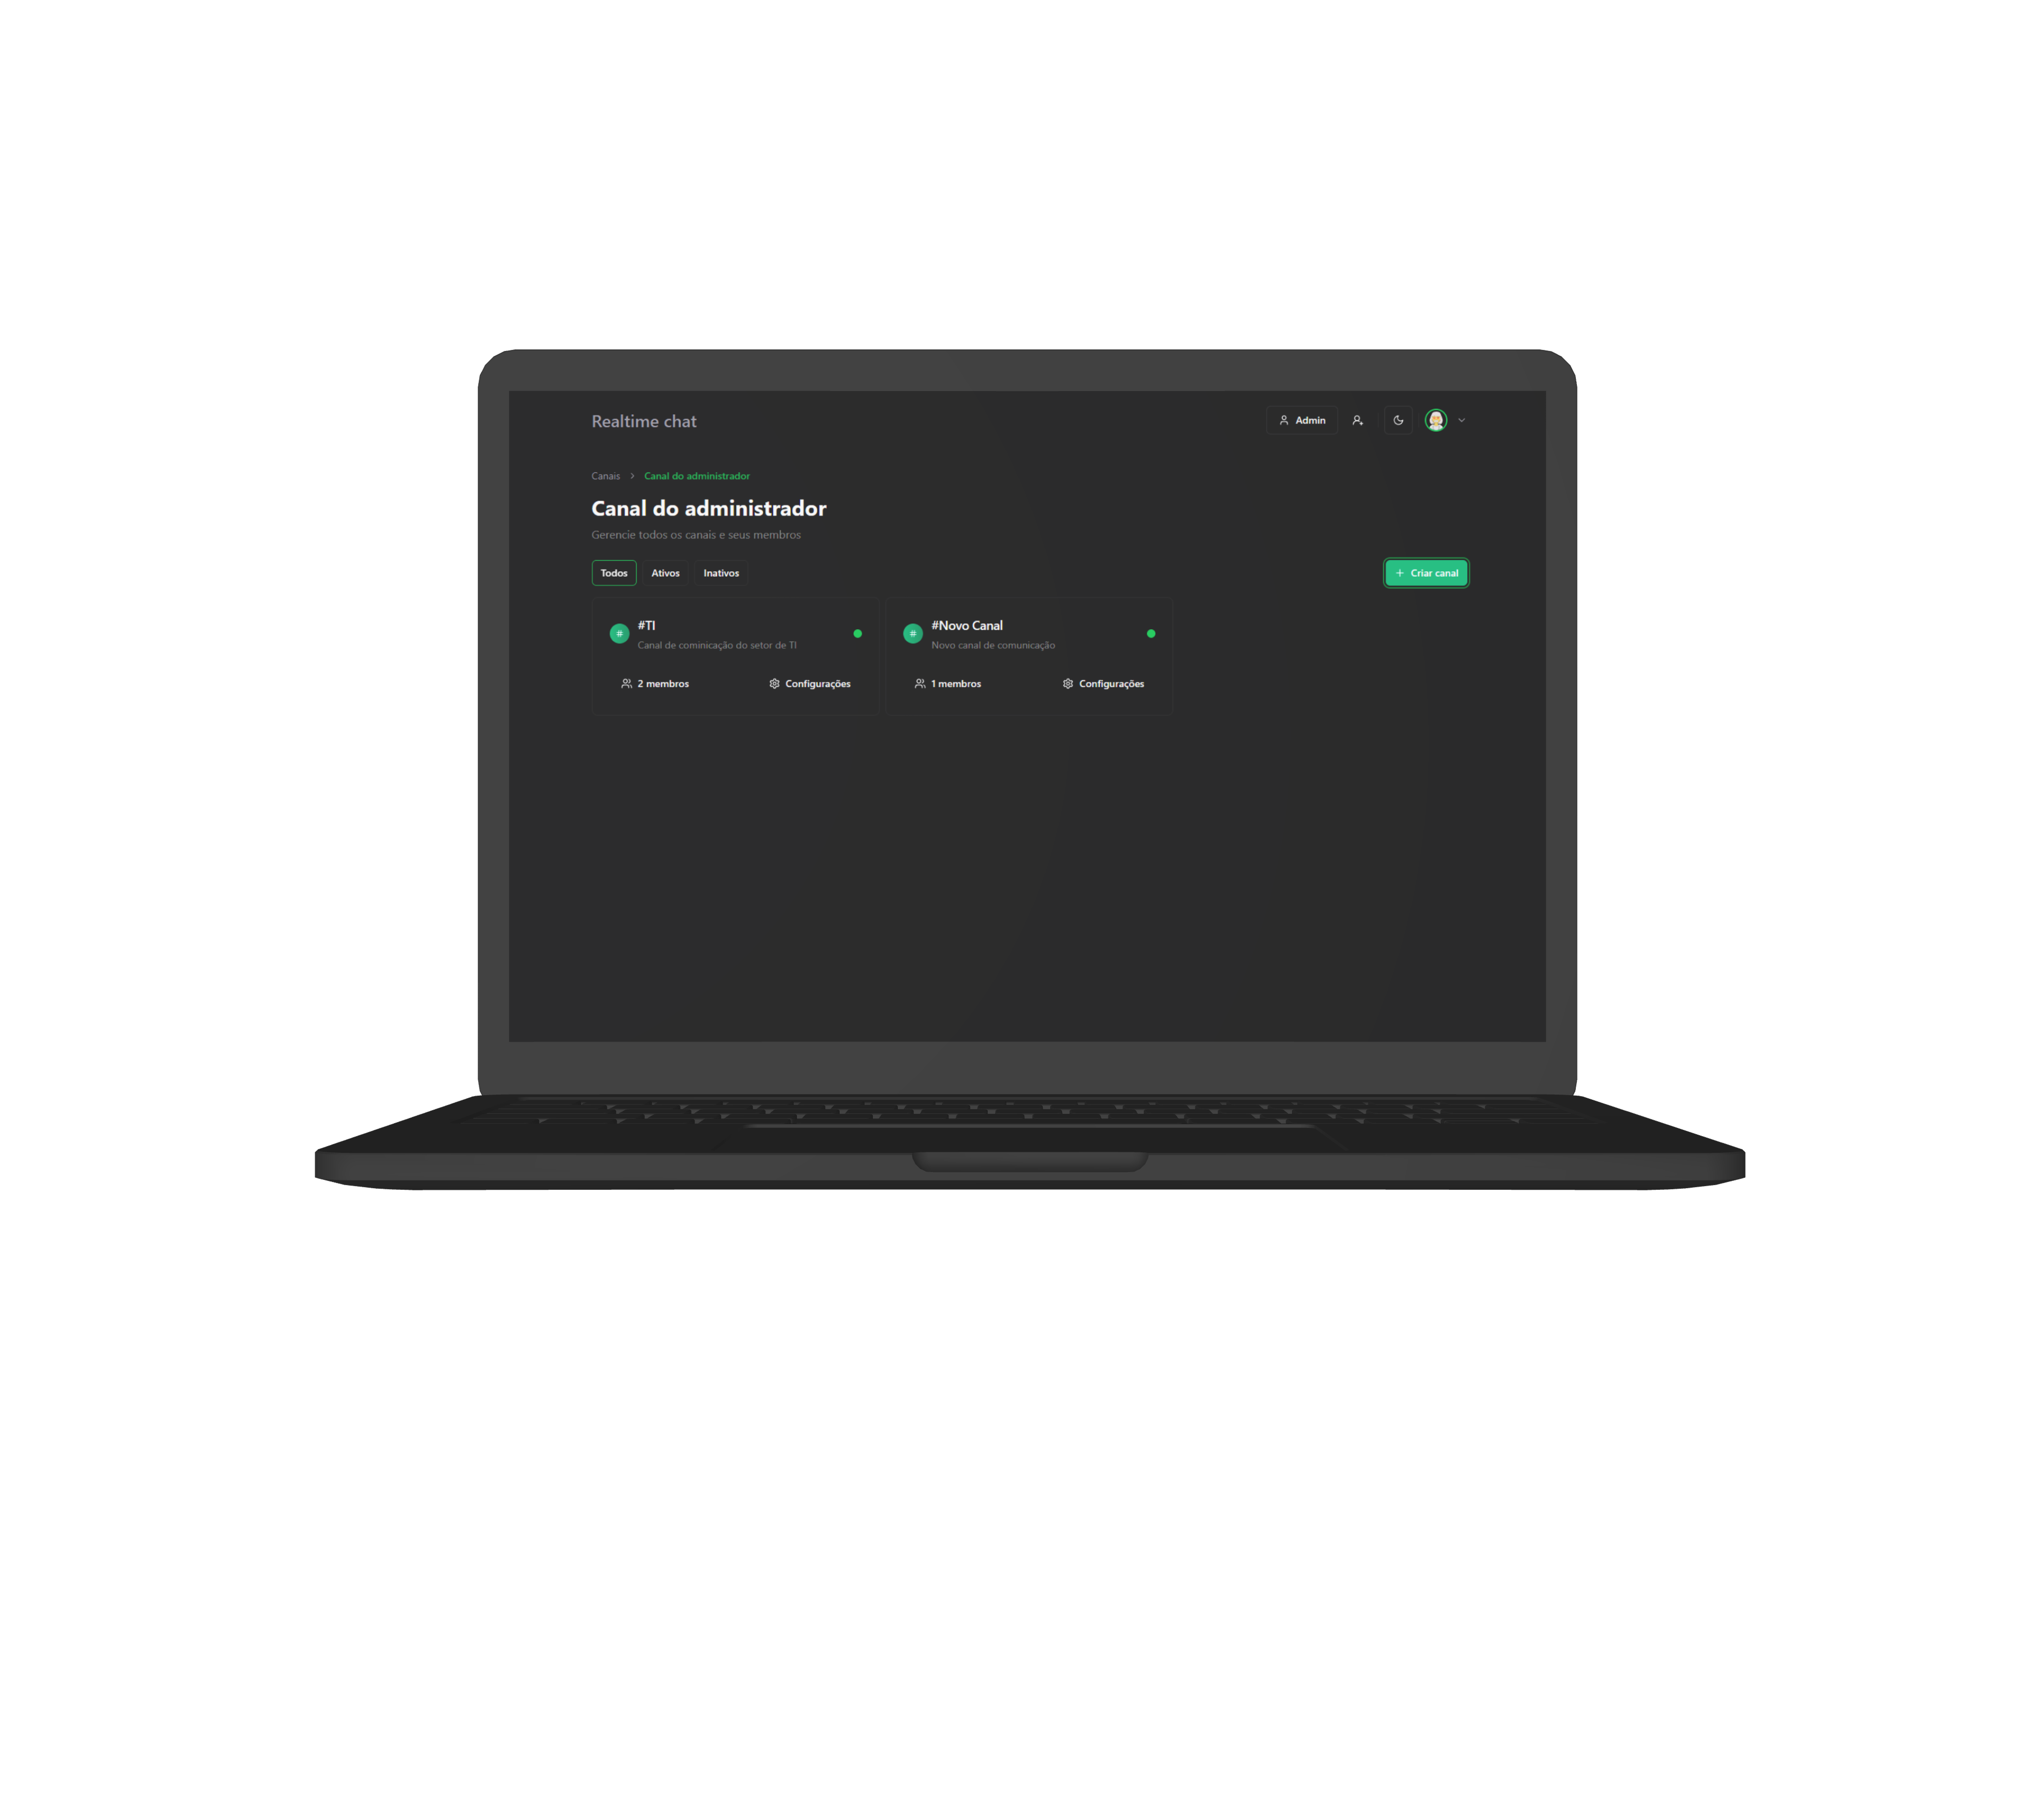 Realtime chat
Admin
Canais > Canal do administrador
Canal do administrador
Gerencie todos os canais e seus membros
Todos Ativos Inativos
+ Criar canal
# #TI
Canal de cominicação do setor de TI
2 membros Configurações
# #Novo Canal
Novo canal de comunicação
1 membros Configurações